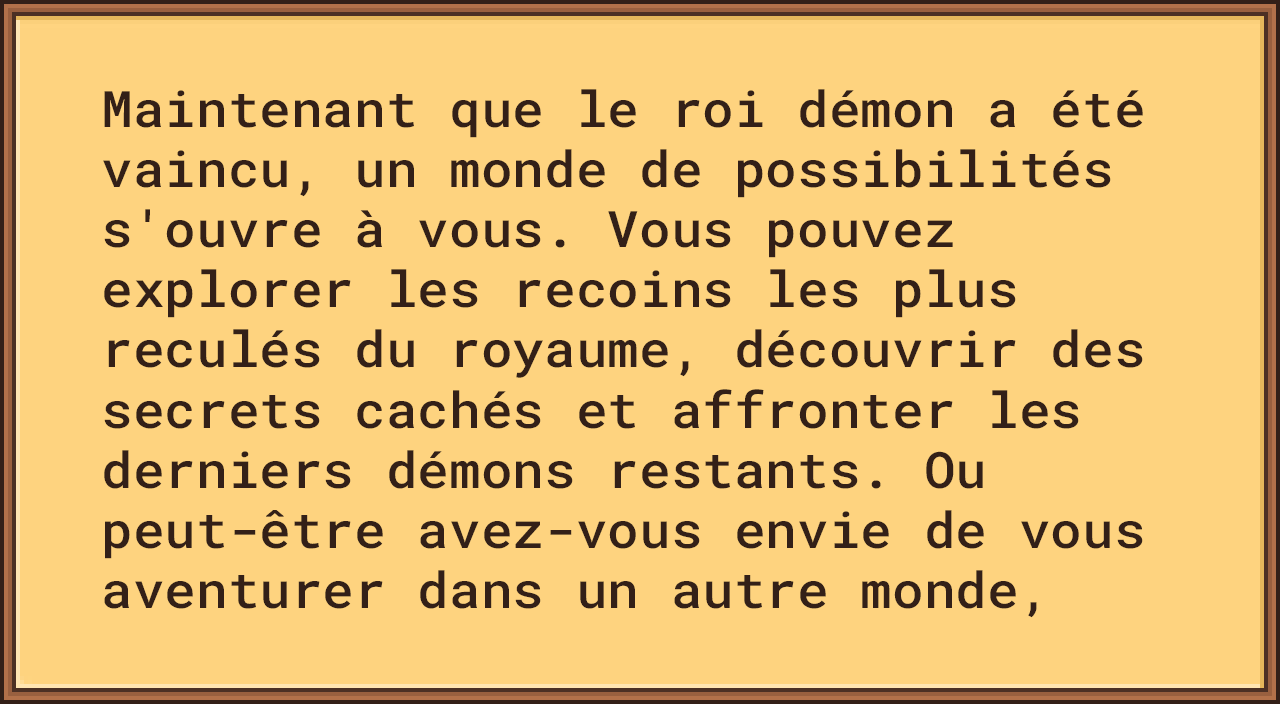 Maintenant que le roi démon a été
vaincu, un monde de possibilités
s'ouvre à vous. Vous pouvez
explorer les recoins les plus
reculés du royaume, découvrir des
secrets cachés et affronter les
derniers démons restants. Ou
peut-être avez-vous envie de vous
aventurer dans un autre monde,